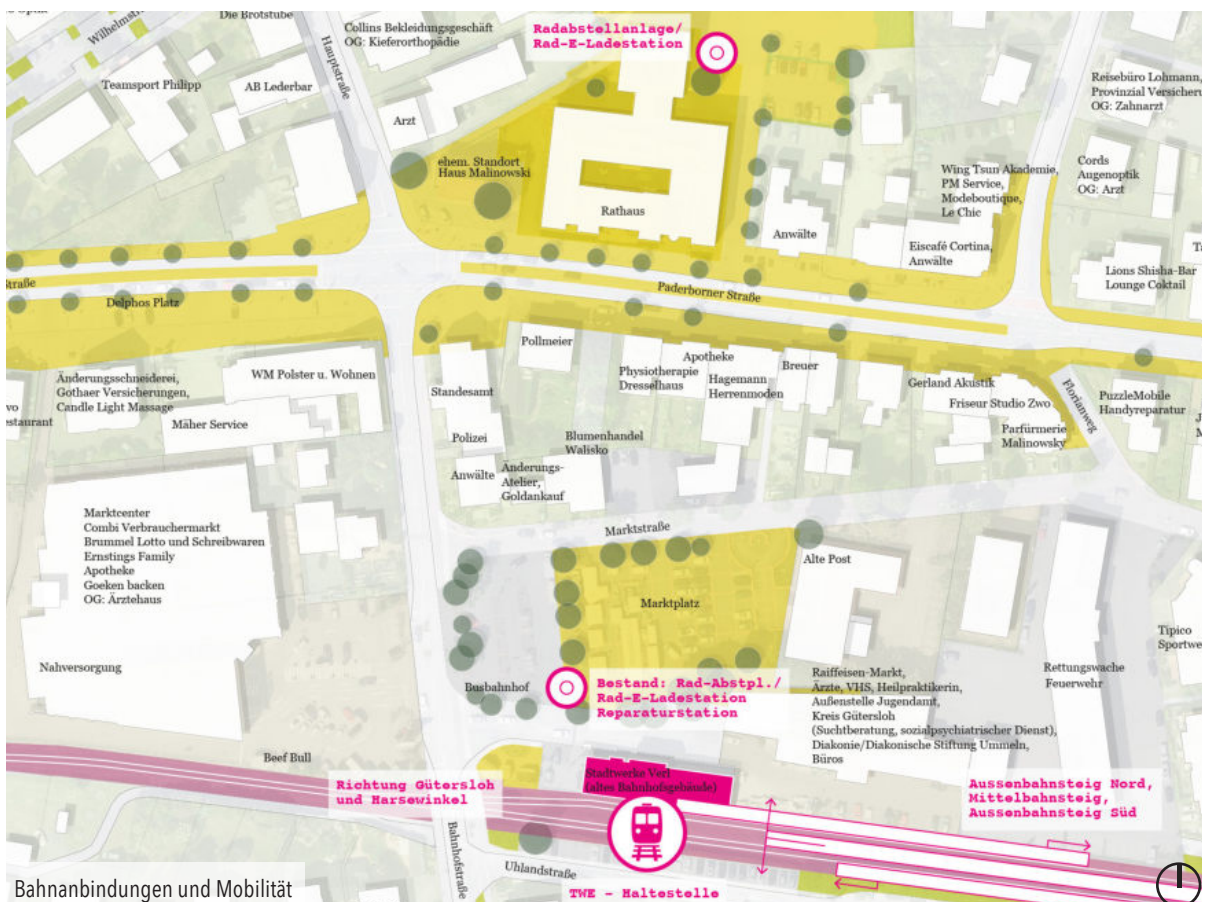 Die Brotstube
Wilhelmstr
Hauptstraße
Collins Bekleidungsgeschäft
OG: Kieferorthopädie
Radabstellanlage/
Rad-E-Ladestation
Teamsport Philipp
AB Lederbar
Arzt
Reisebüro Lohmann,
Provinzial Versicheru
OG: Zahnarzt
ehem. Standort
Haus Malinowski
Rathaus
Anwälte
Wing Tsun Akademie,
PM Service,
Modeboutique,
Le Chic
Cords
Augenoptik
OG: Arzt
Eiscafé Cortina,
Anwälte
Lions Shisha-Bar
Lounge Coktail
Straße
Delphos Platz
Paderborner Straße
Änderungsschneiderei,
Gothaer Versicherungen,
Candle Light Massage
WM Polster u. Wohnen
Mäher Service
Standesamt
Polizei
Anwälte
Pollmeier
Physiotherapie
Dresselhaus
Apotheke
Hagemann
Herrenmoden
Breuer
Gerland Akustik
Friseur Studio Zwo
Parfürmerie
Malinowsky
Florianweg
PuzzleMobile
Handyreparatur
wo
estaurant
Blumenhandel
Walisko
Änderungs-
Atelier,
Goldankauf
Marktcenter
Combi Verbrauchermarkt
Brummel Lotto und Schreibwaren
Ernstings Family
Apotheke
Goeken backen
OG: Ärztehaus
Marktstraße
Alte Post
Marktplatz
Nahversorgung
Busbahnhof
Bestand: Rad-Abstpl./
Rad-E-Ladestation
Reparaturstation
Raiffeisen-Markt,
Ärzte, VHS, Heilpraktikerin,
Außenstelle Jugendamt,
Kreis Gütersloh
(Suchtberatung, sozialpsychiatrischer Dienst),
Diakonie/Diakonische Stiftung Ummeln,
Büros
Rettungswache
Feuerwehr
Tipico
Sportwe
Beef Bull
Richtung Gütersloh
und Harsewinkel
Stadtwerke Verl
(altes Bahnhofsgebäude)
Aussenbahnsteig Nord,
Mittelbahnsteig,
Aussenbahnsteig Süd
Bahnhofstraße
Uhlandstraße
TWE - Haltestelle
Bahnanbindungen und Mobilität